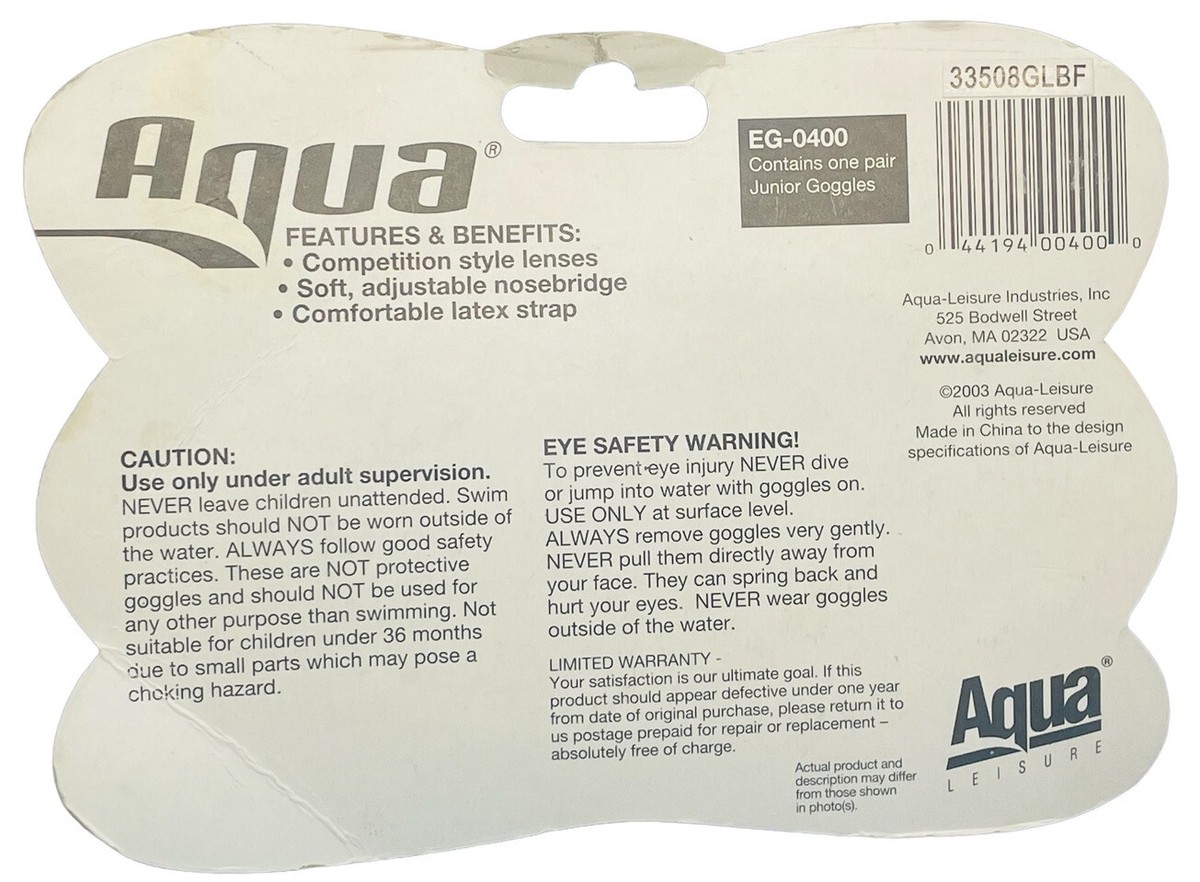 Aqua®
FEATURES & BENEFITS:
• Competition style lenses
• Soft, adjustable nosebridge
• Comfortable latex strap
EG-0400
Contains one pair
Junior Goggles
33508GLBF
0 44194 00400 0
Aqua-Leisure Industries, Inc
525 Bodwell Street
Avon, MA 02322 USA
www.aqualeisure.com
©2003 Aqua-Leisure
All rights reserved
Made in China to the design
specifications of Aqua-Leisure
CAUTION:
Use only under adult supervision.
NEVER leave children unattended. Swim
products should NOT be worn outside of
the water. ALWAYS follow good safety
practices. These are NOT protective
goggles and should NOT be used for
any other purpose than swimming. Not
suitable for children under 36 months
due to small parts which may pose a
choking hazard.
EYE SAFETY WARNING!
To prevent eye injury NEVER dive
or jump into water with goggles on.
USE ONLY at surface level.
ALWAYS remove goggles very gently.
NEVER pull them directly away from
your face. They can spring back and
hurt your eyes. NEVER wear goggles
outside of the water.
LIMITED WARRANTY -
Your satisfaction is our ultimate goal. If this
product should appear defective under one year
from date of original purchase, please return it to
us postage prepaid for repair or replacement –
absolutely free of charge.
Actual product and
description may differ
from those shown
in photo(s).
Aqua®
LEISURE